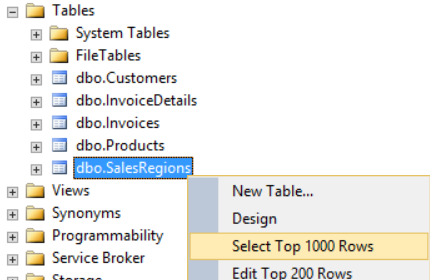 Tables
System Tables
FileTables
dbo.Customers
dbo.InvoiceDetails
dbo.Invoices
dbo.Products
dbo.SalesRegions
Views
Synonyms
Programmability
Service Broker
Storage
New Table...
Design
Select Top 1000 Rows
Edit Top 200 Rows